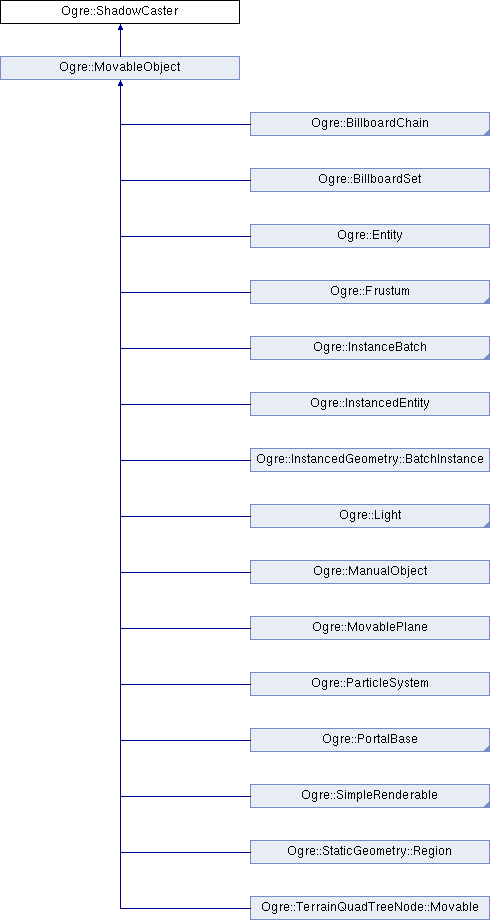 Ogre::ShadowCaster
Ogre::MovableObject
Ogre::BillboardChain
Ogre::BillboardSet
Ogre::Entity
Ogre::Frustum
Ogre::InstanceBatch
Ogre::InstancedEntity
Ogre::InstancedGeometry::BatchInstance
Ogre::Light
Ogre::ManualObject
Ogre::MovablePlane
Ogre::ParticleSystem
Ogre::PortalBase
Ogre::SimpleRenderable
Ogre::StaticGeometry::Region
Ogre::TerrainQuadTreeNode::Movable